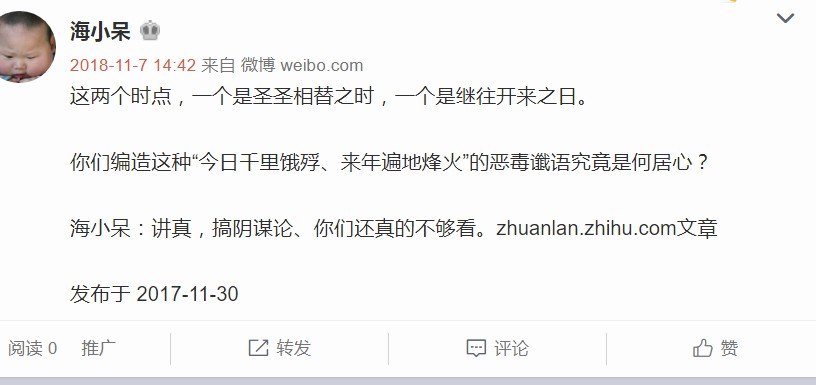 海小呆
2018-11-7 14:42 来自 微博 weibo.com
这两个时点，一个是圣圣相替之时，一个是继往开来之日。
你们编造这种“今日千里饿殍、来年遍地烽火”的恶毒谶语究竟是何居心？
海小呆：讲真，搞阴谋论、你们还真的不够看。zhuanlan.zhihu.com文章
发布于 2017-11-30
阅读 0 推广 转发 评论 赞